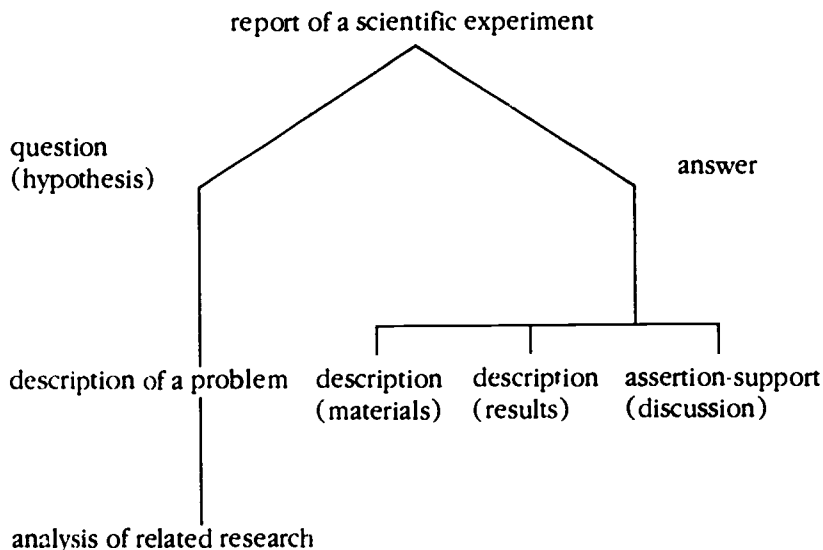 report of a scientific experiment
question
(hypothesis)
answer
description of a problem
description
(materials)
description
(results)
assertion-support
(discussion)
analysis of related research